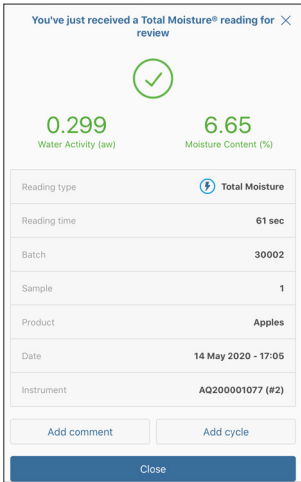 You've just received a Total Moisture® reading for
review
0.299
Water Activity (aw)
6.65
Moisture Content (%)
Reading type Total Moisture
Reading time 61 sec
Batch 30002
Sample 1
Product Apples
Date 14 May 2020 - 17:05
Instrument AQ200001077 (#2)
Add comment Add cycle
Close